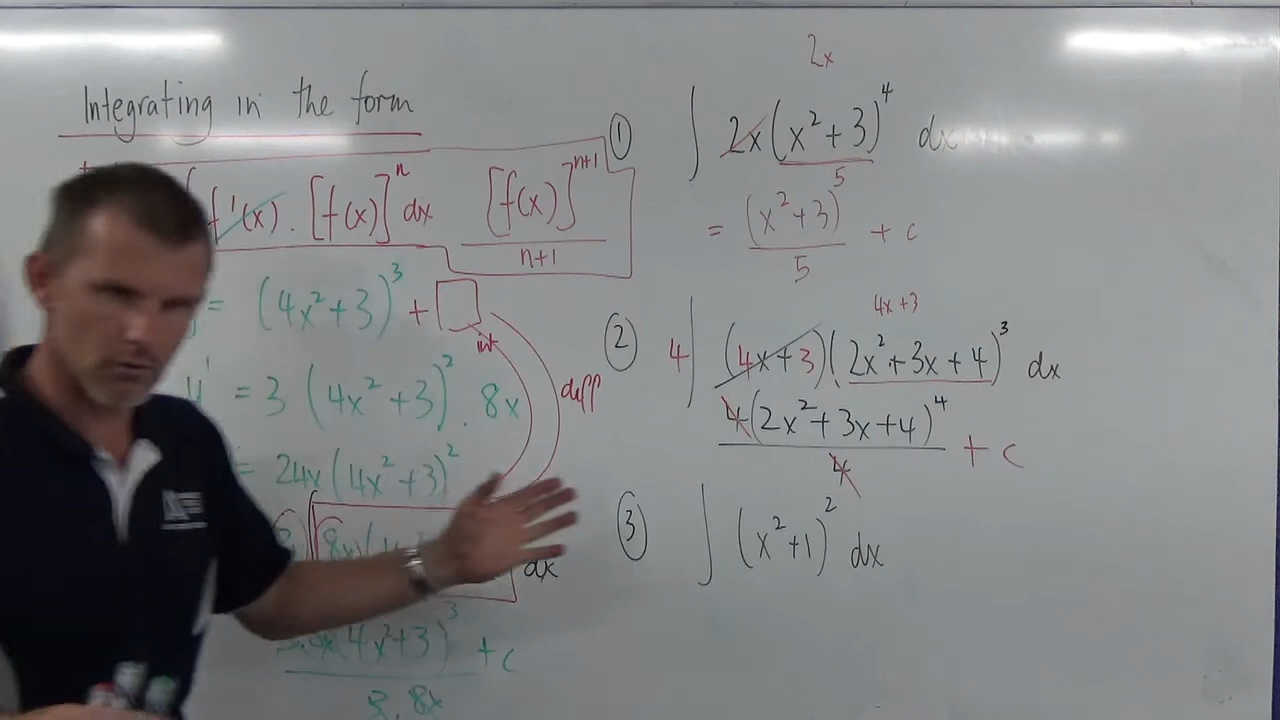 Integrating in the form
f'(x) . [f(x)]^n dx [f(x)]^{n+1} / n+1
y = (4x² + 3)³ + □
int
diff
y' = 3 (4x² + 3)² . 8x
= 24x (4x² + 3)²
8x
dx
(4x² + 3)³ + c
3 . 8x
2x
① ∫ 2x (x² + 3)⁴ dx
= (x² + 3)⁵ / 5 + c
4x + 3
② 4 ∫ (4x + 3)(2x² + 3x + 4)³ dx
4 (2x² + 3x + 4)⁴ / 4 + c
③ ∫ (x² + 1)² dx